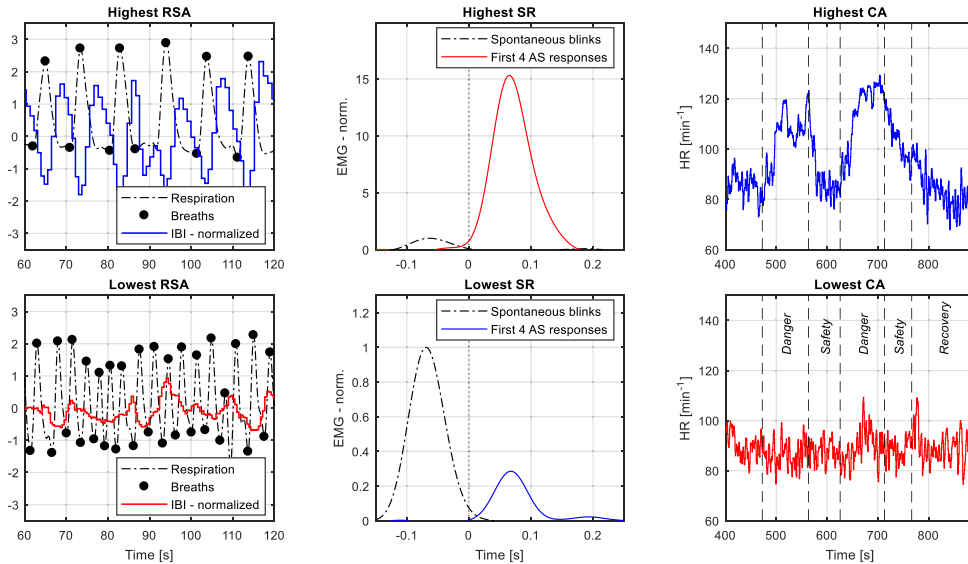 Highest RSA
3
2
1
0
-1
-2
-3
60 70 80 90 100 110 120
Respiration
Breaths
IBI - normalized
Highest SR
EMG - norm.
15
10
5
0
-0.1 0 0.1 0.2
Spontaneous blinks
First 4 AS responses
Highest CA
HR [min-1]
140
120
100
80
60
400 500 600 700 800
Lowest RSA
3
2
1
0
-1
-2
-3
60 70 80 90 100 110 120
Time [s]
Respiration
Breaths
IBI - normalized
Lowest SR
EMG - norm.
1.2
1
0.8
0.6
0.4
0.2
0
-0.1 0 0.1 0.2
Time [s]
Spontaneous blinks
First 4 AS responses
Lowest CA
HR [min-1]
140
120
100
80
60
400 500 600 700 800
Time [s]
Danger
Safety
Danger
Safety
Recovery